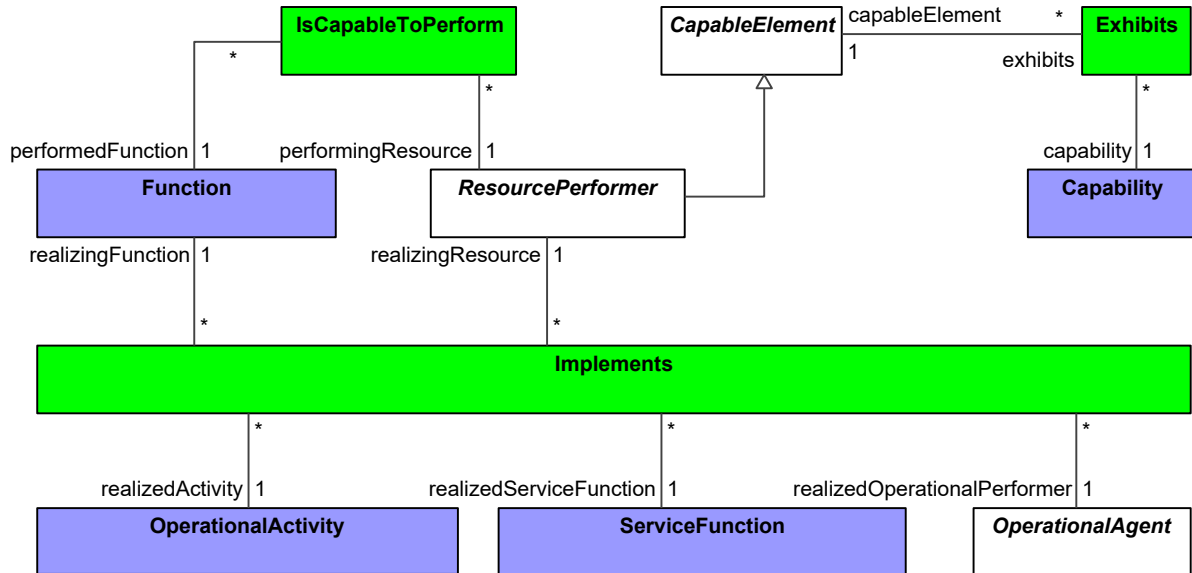 IsCapableToPerform
CapableElement
capableElement
*
Exhibits
*
1
exhibits
*
*
performedFunction
1
performingResource
1
capability
1
Function
ResourcePerformer
Capability
realizingFunction
1
realizingResource
1
*
*
Implements
*
*
*
realizedActivity
1
realizedServiceFunction
1
realizedOperationalPerformer
1
OperationalActivity
ServiceFunction
OperationalAgent